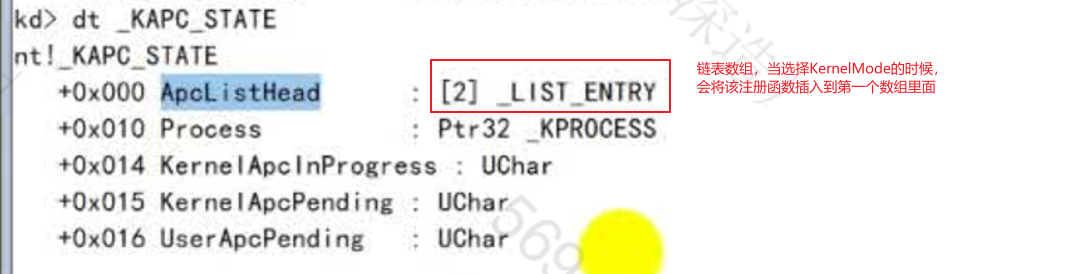 kd> dt _KAPC_STATE
nt!_KAPC_STATE
+0x000 ApcListHead : [2] _LIST_ENTRY
+0x010 Process : Ptr32 _KPROCESS
+0x014 KernelApcInProgress : UChar
+0x015 KernelApcPending : UChar
+0x016 UserApcPending : UChar
链表数组，当选择KernelMode的时候，
会将该注册函数插入到第一个数组里面
深造
569